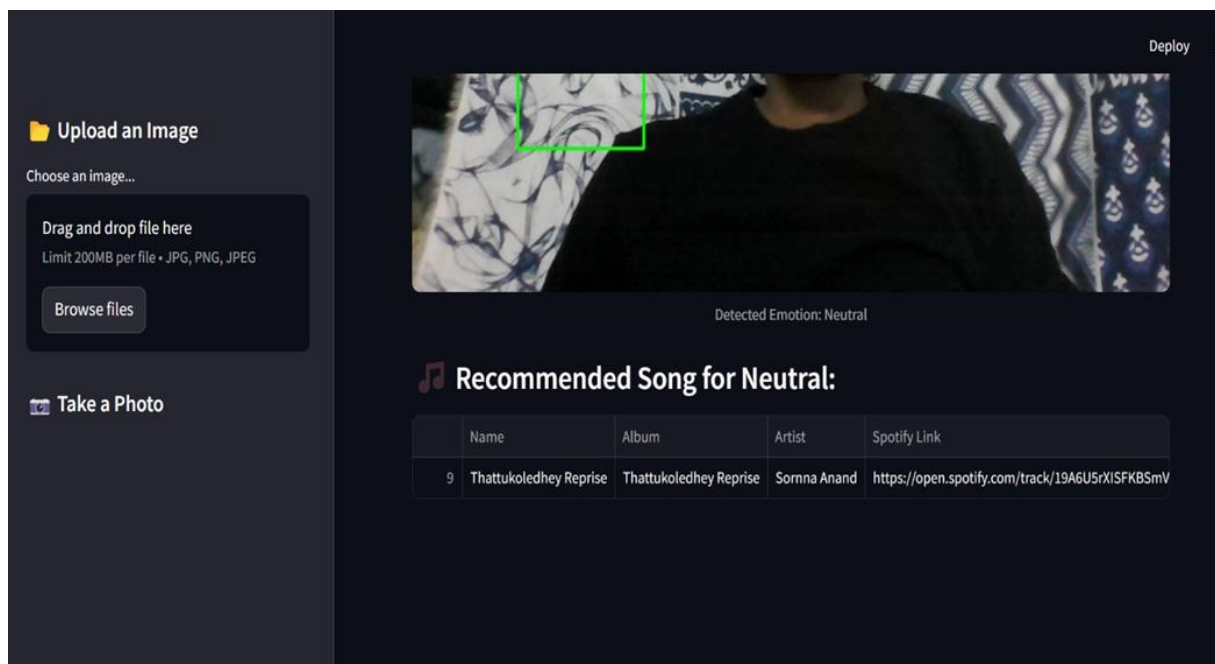 Deploy
📂 Upload an Image
Choose an image...
Drag and drop file here
Limit 200MB per file • JPG, PNG, JPEG
Browse files
📷 Take a Photo
Detected Emotion: Neutral
🎵 Recommended Song for Neutral:
Name Album Artist Spotify Link
9 Thattukoledhey Reprise Thattukoledhey Reprise Sornna Anand https://open.spotify.com/track/19A6U5rXISFKBSmV